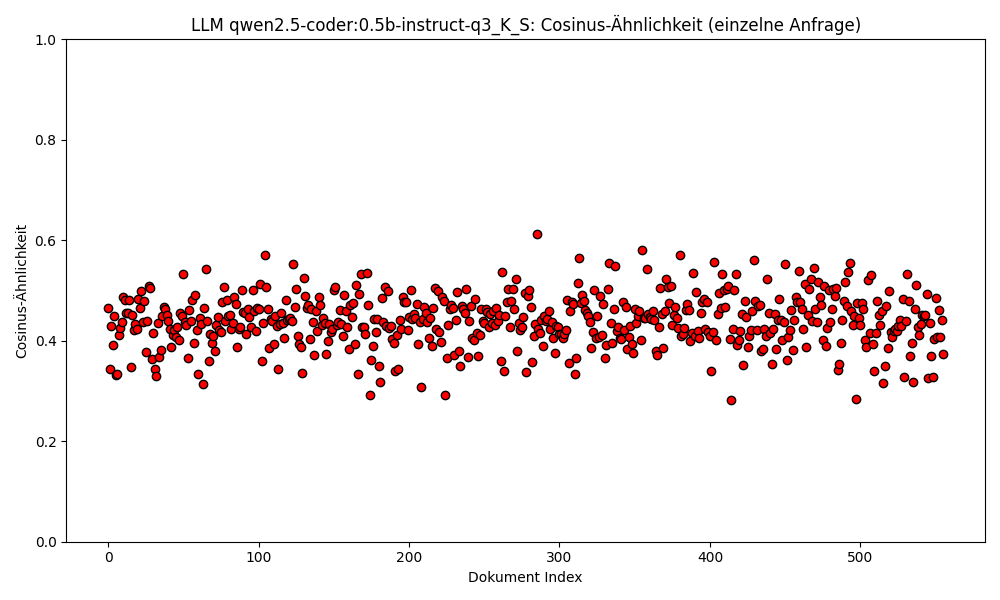 LLM qwen2.5-coder:0.5b-instruct-q3_K_S: Cosinus-Ähnlichkeit (einzelne Anfrage)
1.0
0.8
0.6
0.4
0.2
0.0
Cosinus-Ähnlichkeit
0 100 200 300 400 500
Dokument Index